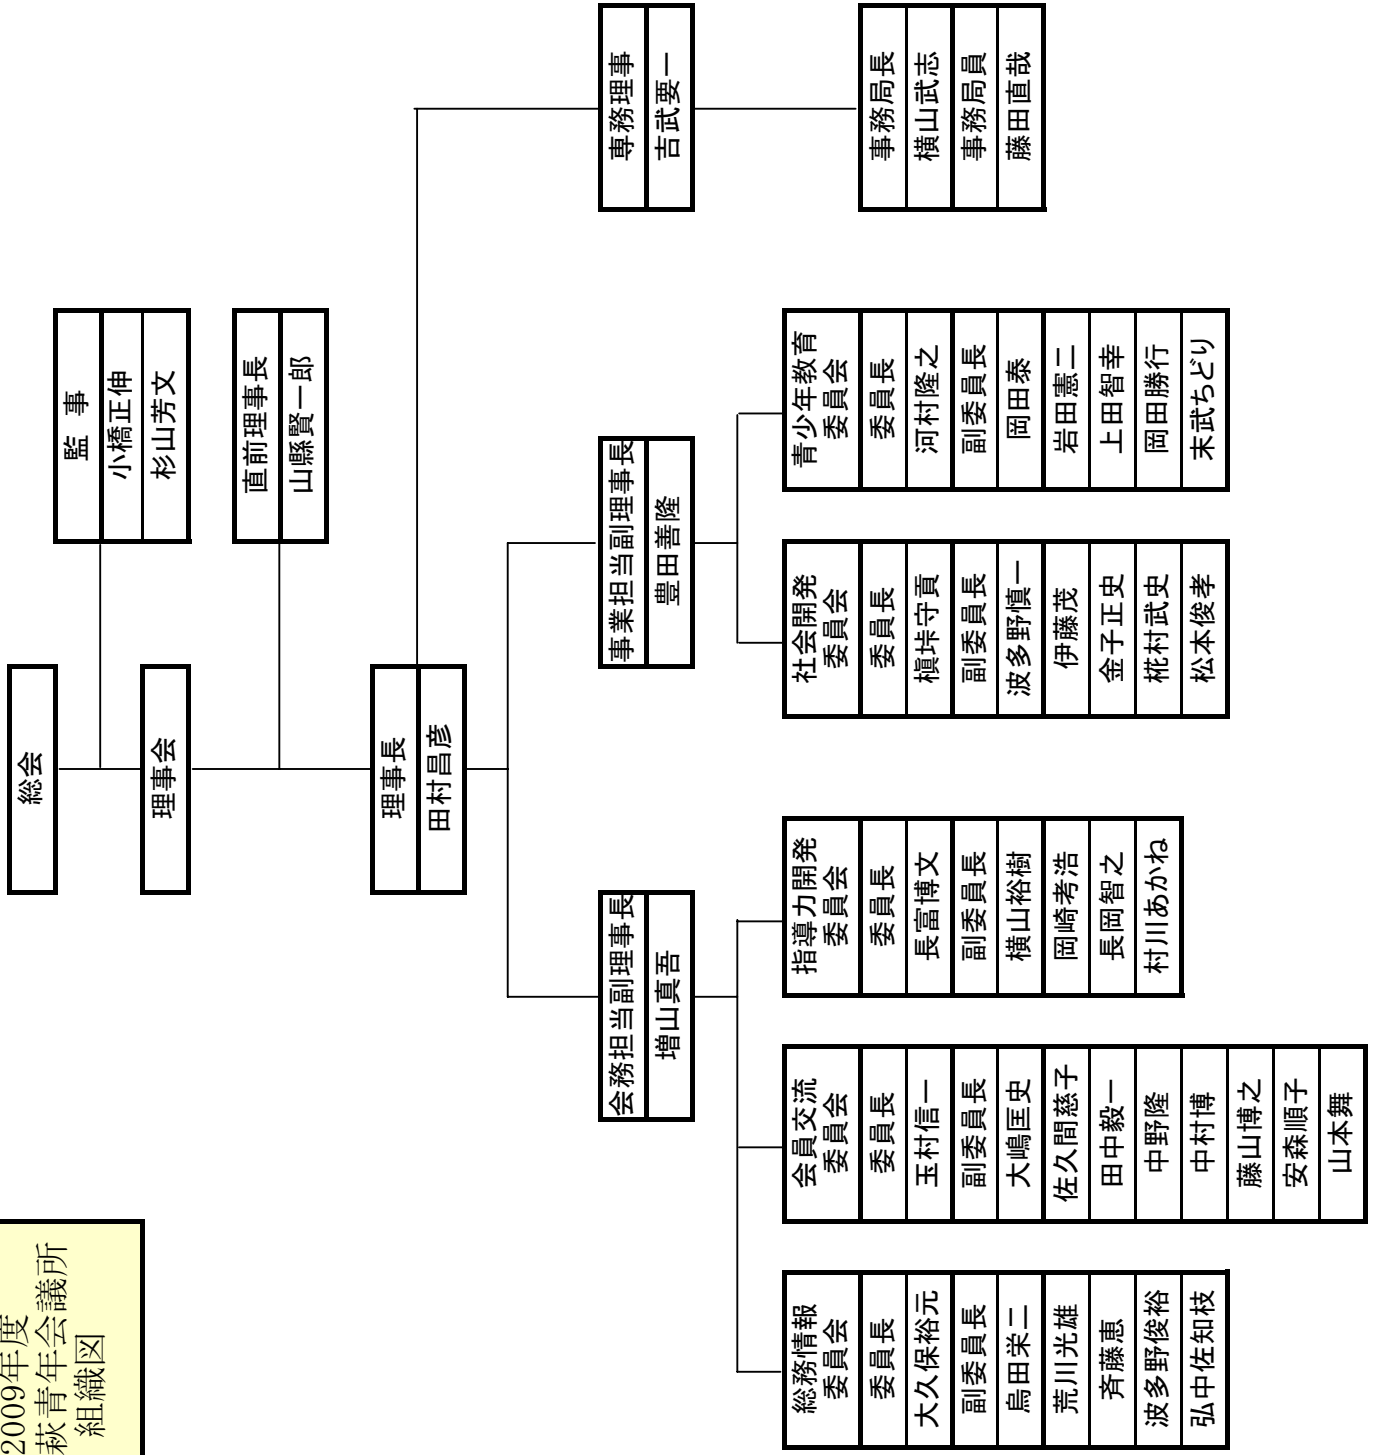 2009年度
萩青年会議所
組織図
総会
監　事
小橋正伸
杉山芳文
理事会
直前理事長
山縣賢一郎
理事長
田村昌彦
会務担当副理事長
増山真吾
事業担当副理事長
豊田善隆
専務理事
吉武要一
総務情報
委員会
委員長
大久保裕元
副委員長
鳥田栄二
荒川光雄
斉藤恵
波多野俊裕
弘中佐知枝
会員交流
委員会
委員長
玉村信一
副委員長
大嶋匡史
佐久間慈子
田中毅一
中野隆
中村博
藤山博之
安森順子
山本舞
指導力開発
委員会
委員長
長富博文
副委員長
横山裕樹
岡崎考浩
長岡智之
村川あかね
社会開発
委員会
委員長
槇垰守貢
副委員長
波多野慎一
伊藤茂
金子正史
椛村武史
松本俊孝
青少年教育
委員会
委員長
河村隆之
副委員長
岡田泰
岩田憲二
上田智幸
岡田勝行
末武ちどり
事務局長
横山武志
事務局員
藤田直哉